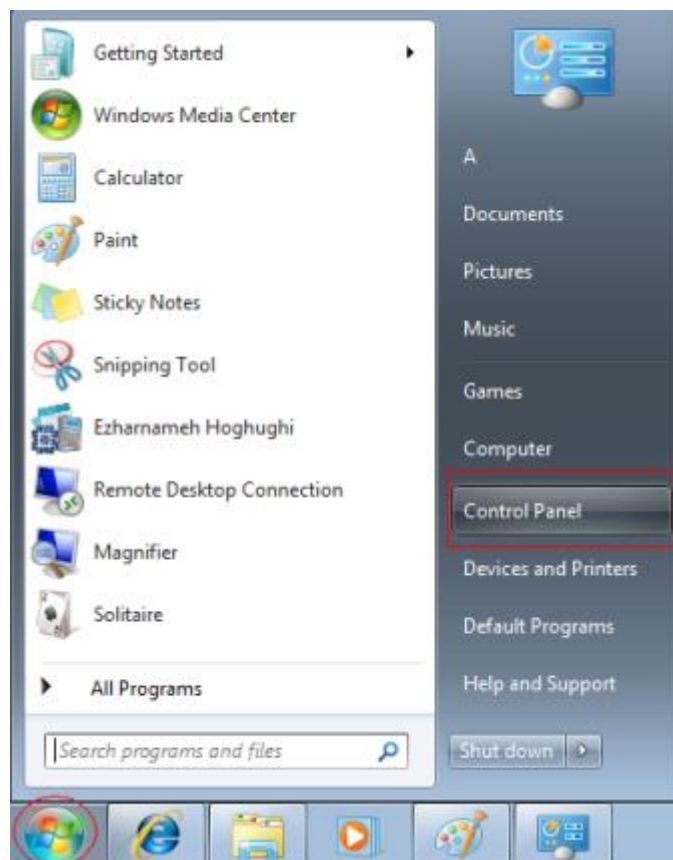 Getting Started
Windows Media Center
Calculator
Paint
Sticky Notes
Snipping Tool
Ezharnameh Hoghughi
Remote Desktop Connection
Magnifier
Solitaire
All Programs
Search programs and files
A
Documents
Pictures
Music
Games
Computer
Control Panel
Devices and Printers
Default Programs
Help and Support
Shut down